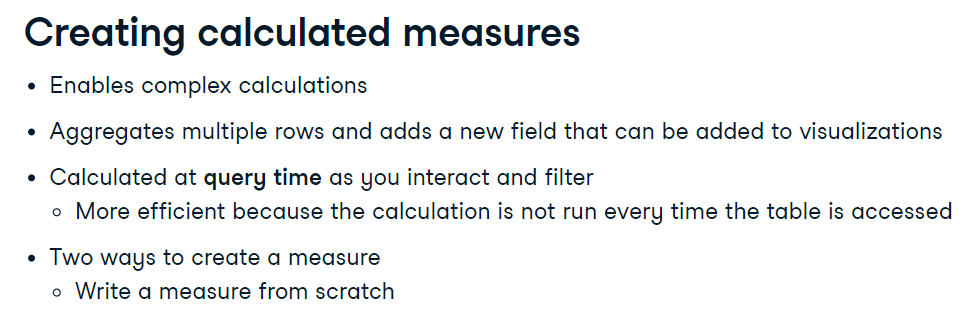 Creating calculated measures
• Enables complex calculations
• Aggregates multiple rows and adds a new field that can be added to visualizations
• Calculated at query time as you interact and filter
◦ More efficient because the calculation is not run every time the table is accessed
• Two ways to create a measure
◦ Write a measure from scratch